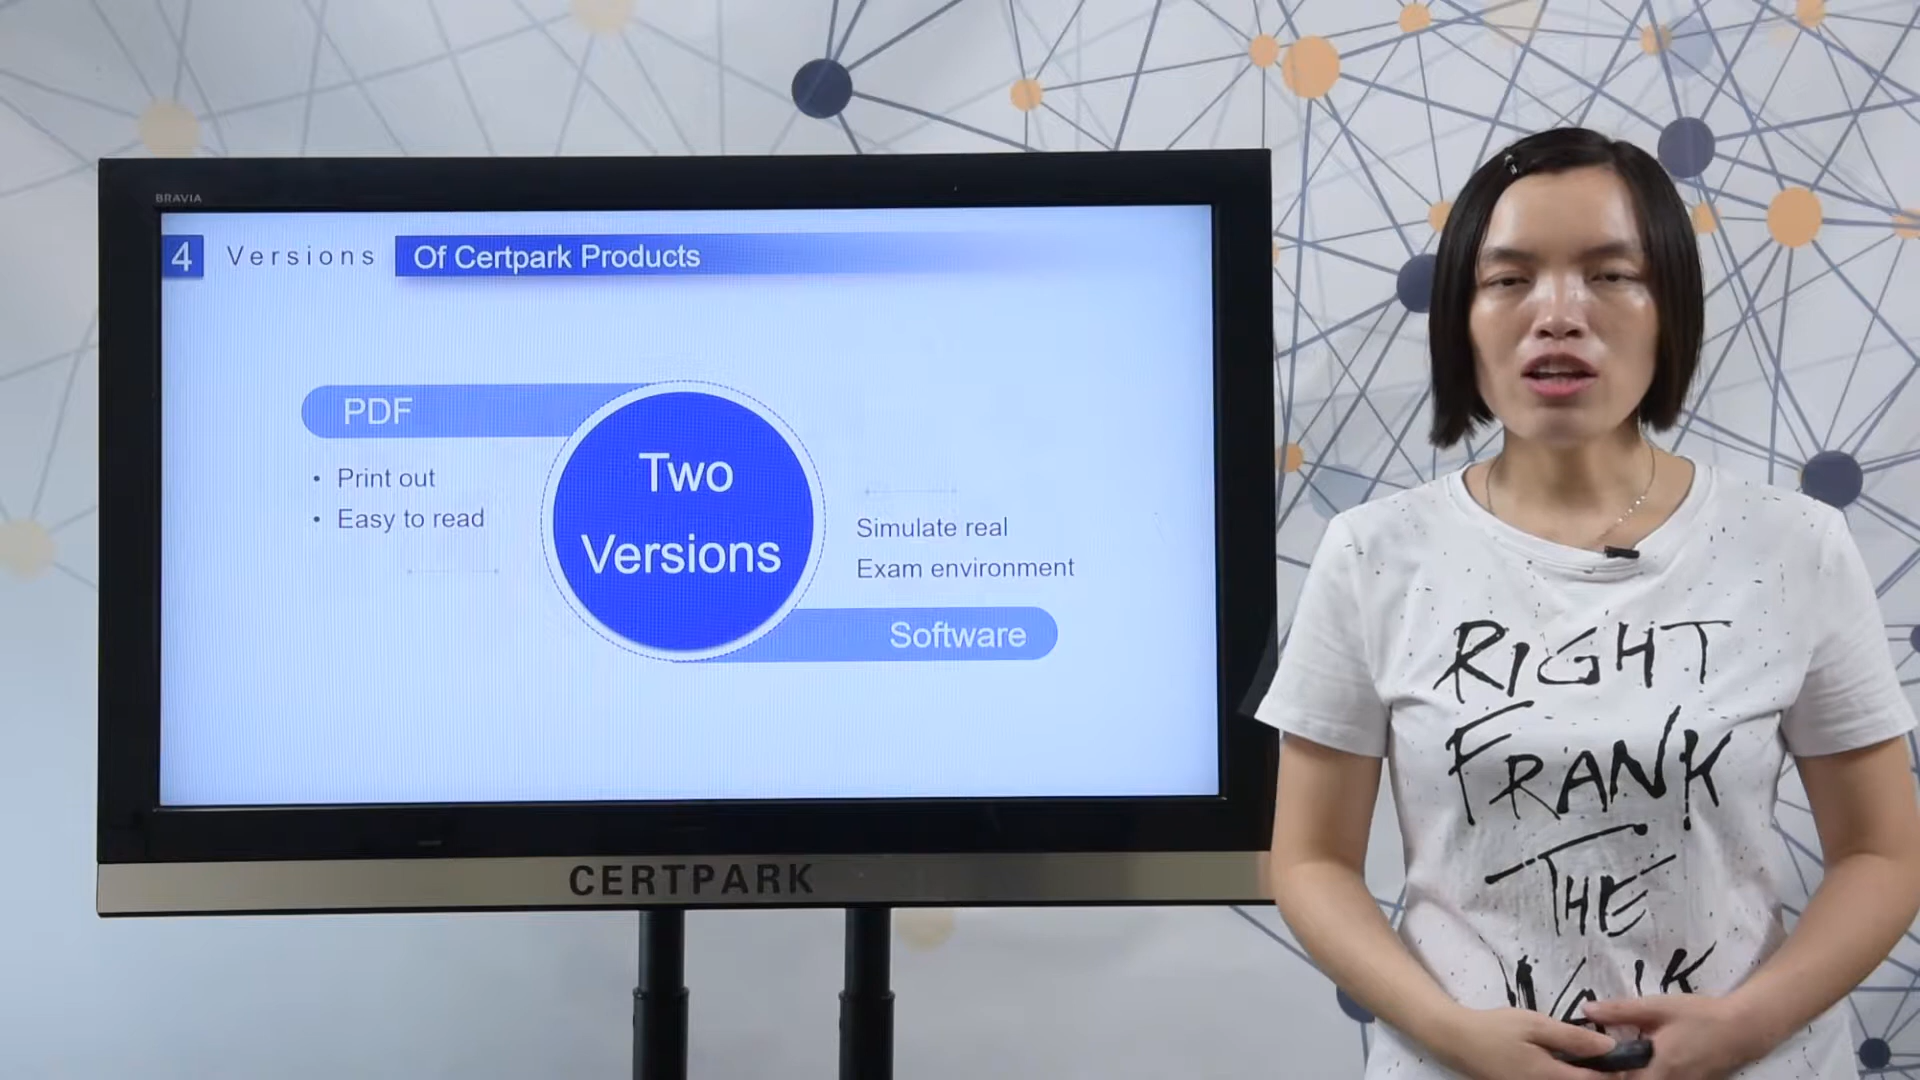 BRAVIA
4 Versions Of Certpark Products
PDF
• Print out
• Easy to read
Two
Versions
Simulate real
Exam environment
Software
CERTPARK
RIGHT
FRANK
THE
WALK